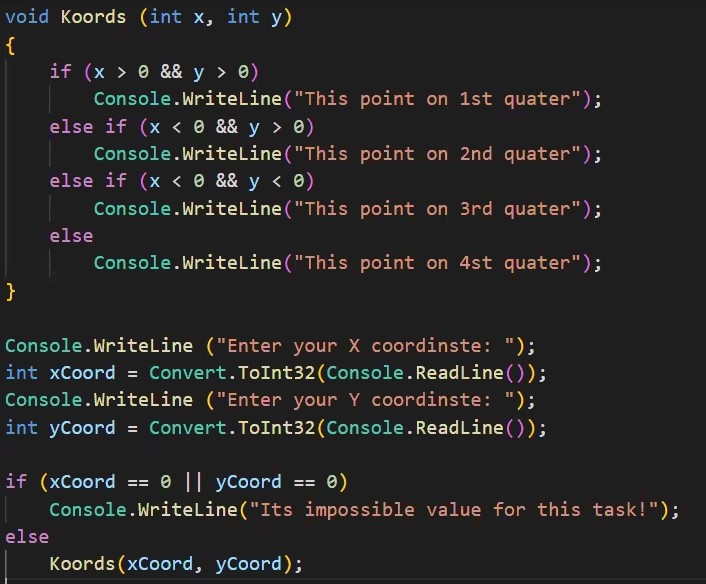 void Koords (int x, int y)
{
if (x > 0 && y > 0)
Console.WriteLine("This point on 1st quater");
else if (x < 0 && y > 0)
Console.WriteLine("This point on 2nd quater");
else if (x < 0 && y < 0)
Console.WriteLine("This point on 3rd quater");
else
Console.WriteLine("This point on 4st quater");
}
Console.WriteLine ("Enter your X coordinste: ");
int xCoord = Convert.ToInt32(Console.ReadLine());
Console.WriteLine ("Enter your Y coordinste: ");
int yCoord = Convert.ToInt32(Console.ReadLine());
if (xCoord == 0 || yCoord == 0)
Console.WriteLine("Its impossible value for this task!");
else
Koords(xCoord, yCoord);